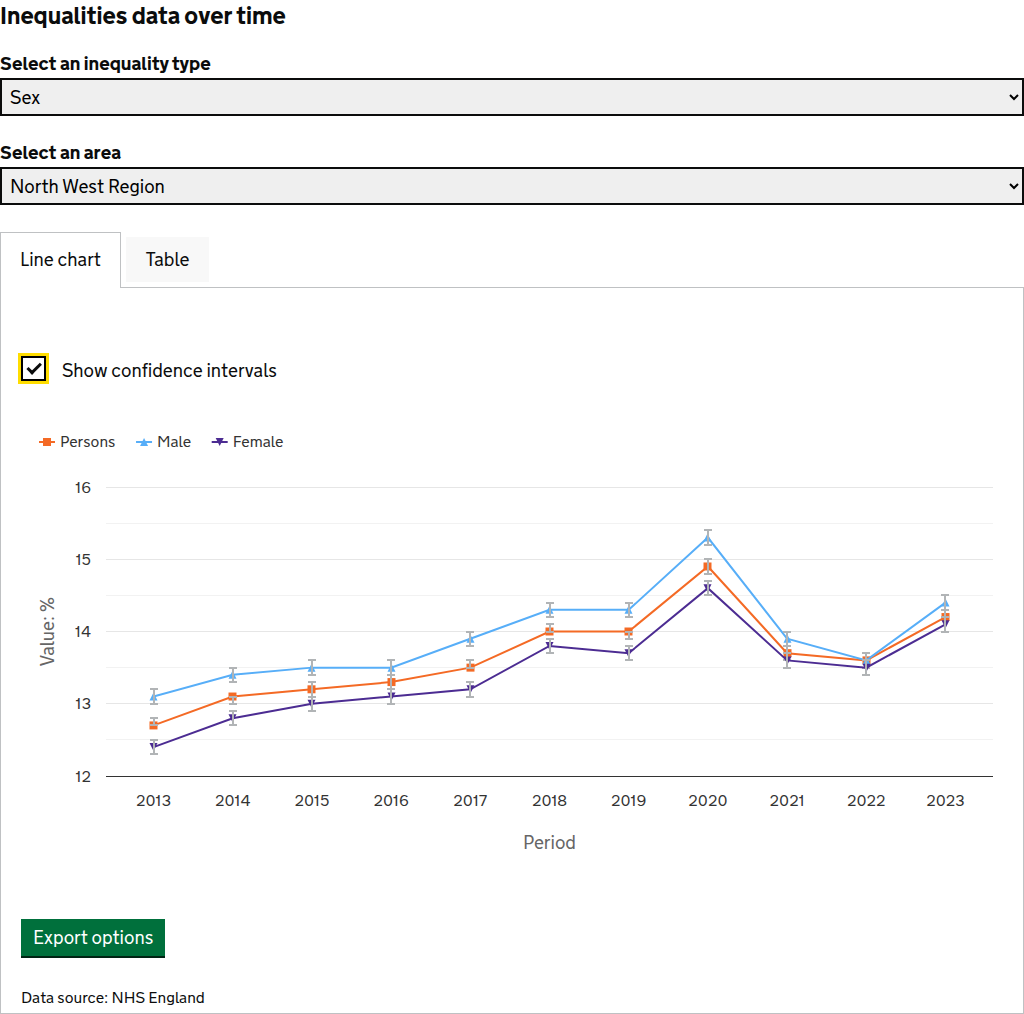 Inequalities data over time
Select an inequality type
Sex
Select an area
North West Region
Line chart Table
Show confidence intervals
Persons Male Female
16
15
14
13
12
Value: %
2013 2014 2015 2016 2017 2018 2019 2020 2021 2022 2023
Period
Export options
Data source: NHS England